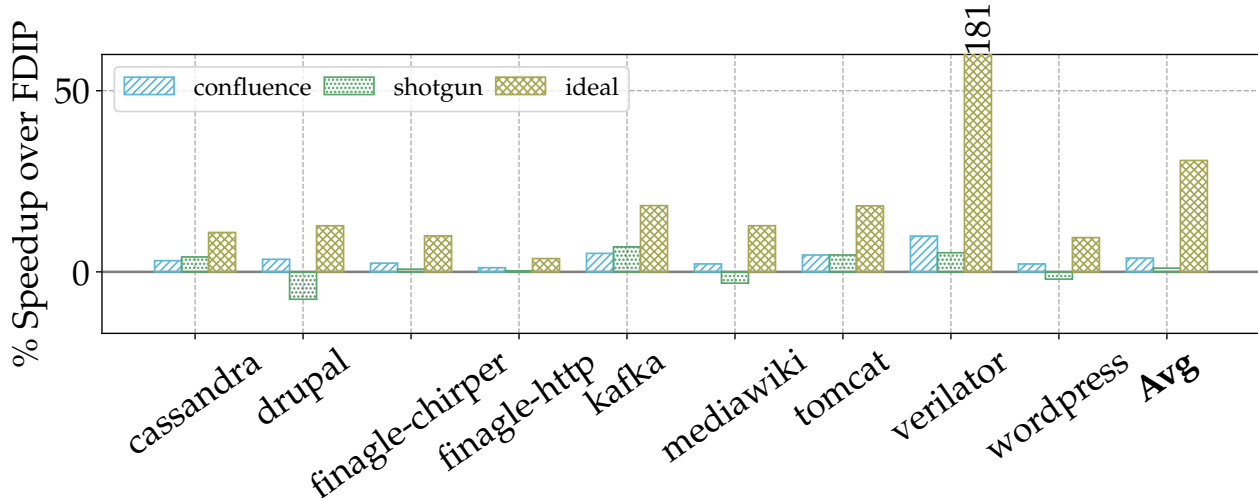 % Speedup over FDIP
50
0
confluence shotgun ideal
181
cassandra
drupal
finagle-chirper
finagle-http
kafka
mediawiki
tomcat
verilator
wordpress
Avg